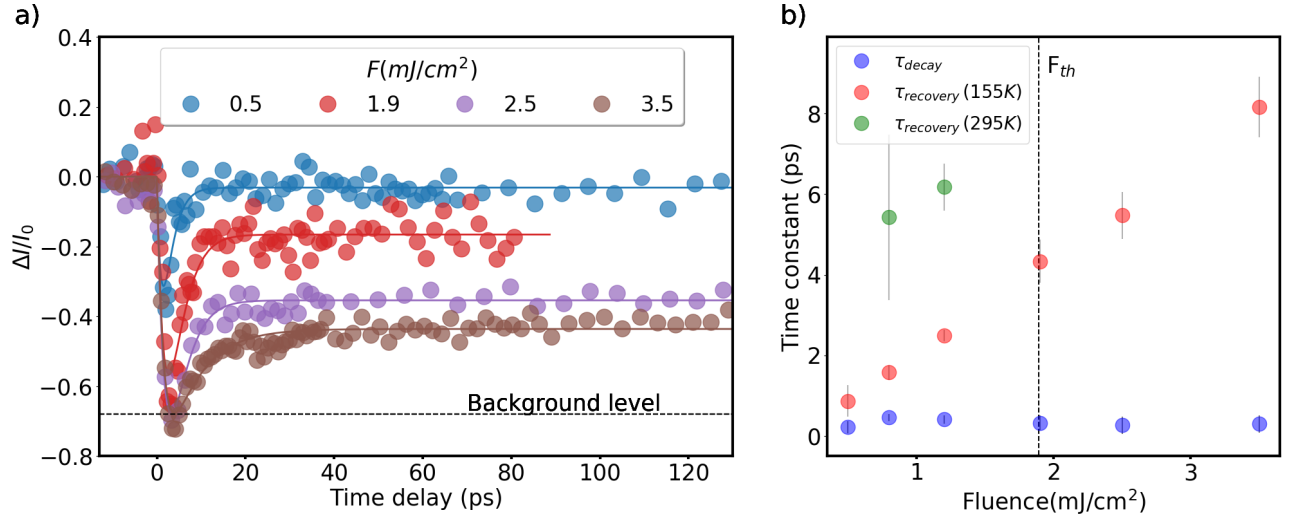 a)
F(mJ/cm²)
0.5 1.9 2.5 3.5
0.4
0.2
0.0
−0.2
−0.4
−0.6
−0.8
ΔI/I₀
Background level
0 20 40 60 80 100 120
Time delay (ps)
b)
τdecay
τrecovery (155K)
τrecovery (295K)
Fth
8
6
4
2
0
Time constant (ps)
1 2 3
Fluence(mJ/cm²)